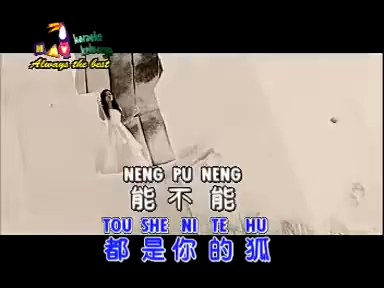 karaoke
Always the best
NENG PU NENG
能不能
TOU SHE NI TE HU
都是你的狐